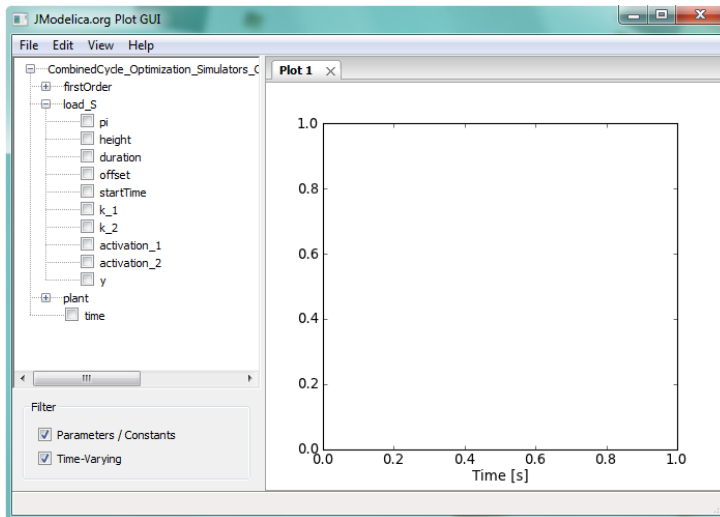 JModelica.org Plot GUI
File Edit View Help
CombinedCycle_Optimization_Simulators_C
firstOrder
load_S
pi
height
duration
offset
startTime
k_1
k_2
activation_1
activation_2
y
plant
time
Filter
Parameters / Constants
Time-Varying
Plot 1
1.0
0.8
0.6
0.4
0.2
0.0
0.0 0.2 0.4 0.6 0.8 1.0
Time [s]